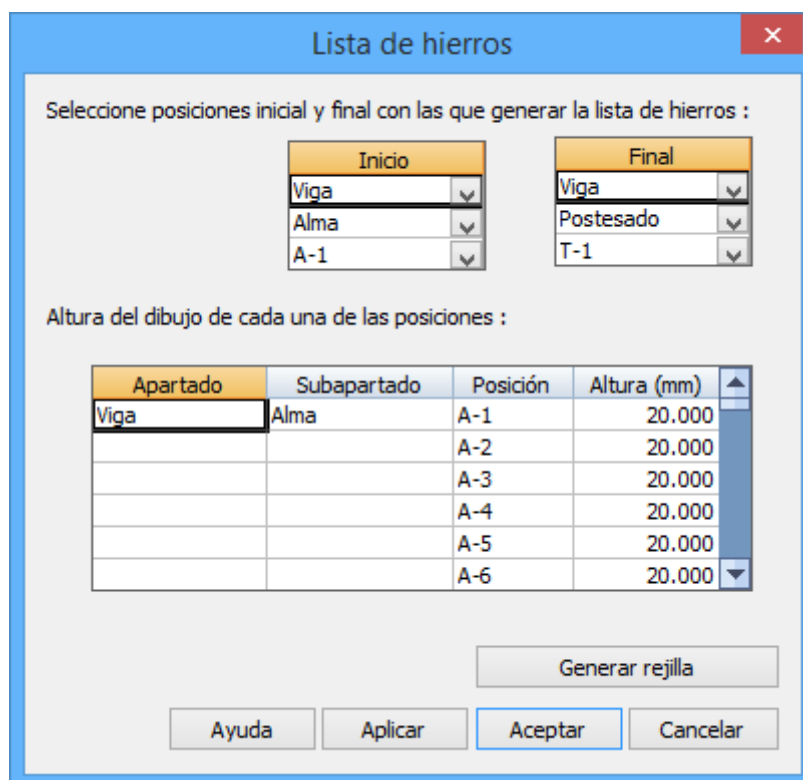 Lista de hierros
Seleccione posiciones inicial y final con las que generar la lista de hierros :
Inicio Final
Viga Viga
Alma Postesado
A-1 T-1
Altura del dibujo de cada una de las posiciones :
Apartado Subapartado Posición Altura (mm)
Viga Alma A-1 20.000
A-2 20.000
A-3 20.000
A-4 20.000
A-5 20.000
A-6 20.000
Generar rejilla
Ayuda Aplicar Aceptar Cancelar